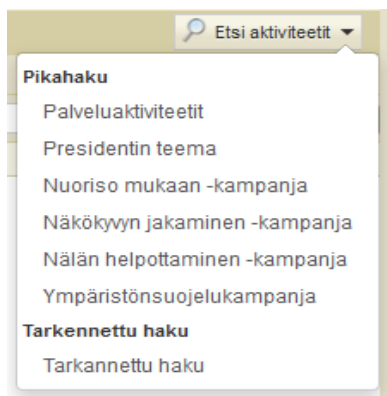 Etsi aktiviteetit
Pikahaku
Palveluaktiviteetit
Presidentin teema
Nuoriso mukaan -kampanja
Näkökyvyn jakaminen -kampanja
Nälän helpottaminen -kampanja
Ympäristönsuojelukampanja
Tarkennettu haku
Tarkannettu haku